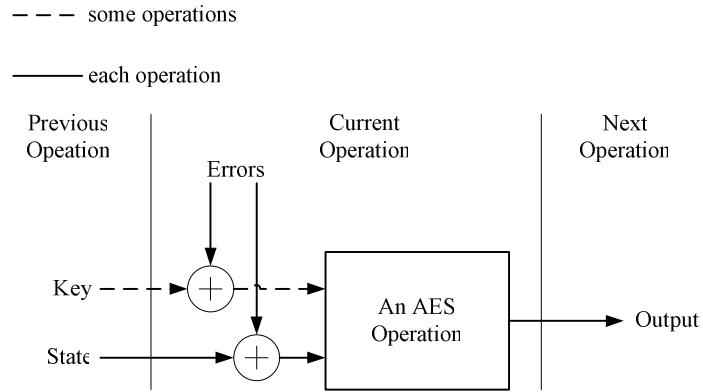 some operations
each operation
Previous
Opeation
Current
Operation
Next
Operation
Errors
Key
An AES
Operation
Output
State